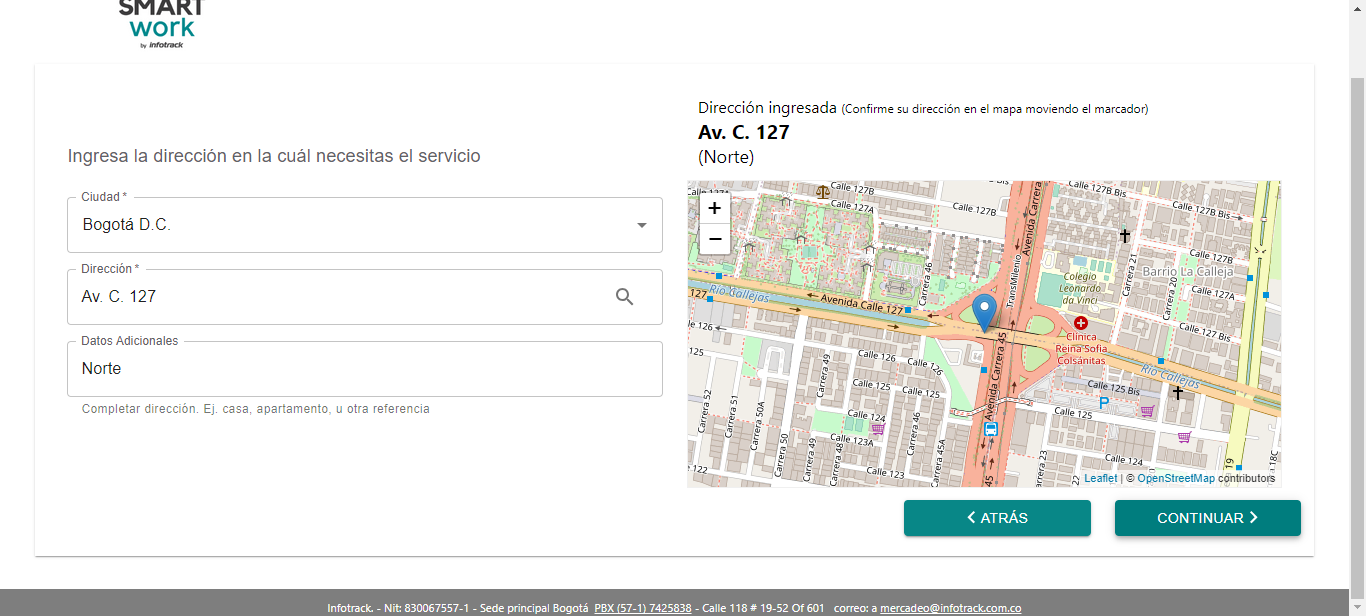 SMART
work
by infotrack
Ingresa la dirección en la cuál necesitas el servicio
Ciudad *
Bogotá D.C.
Dirección *
Av. C. 127
Datos Adicionales
Norte
Completar dirección. Ej. casa, apartamento, u otra referencia
Dirección ingresada (Confirme su dirección en el mapa moviendo el marcador)
Av. C. 127
(Norte)
+
−
Calle 127B
Calle 127A
Calle 127B
Avenida Carrera
Calle 127B Bis
Calle 127B Bis
Calle 127B
Carrera 46
TransMilenio
Colegio
Leonardo
da Vinci
Carrera 21
Barrio La Calleja
Carrera 20
Calle 127A
127
Río Callejas
Avenida Calle 127
Calle 127 Bis
Clínica
Reina Sofía
Colsánitas
Río Callejas
125
Calle 126
Calle 126
Carrera 49
Calle 125
Calle 125
Avenida Carrera 45
Calle 125 Bis
Calle 125
P
Carrera 52
Carrera 51
Carrera 50A
Carrera 50
Carrera 49
Carrera 48
Calle 124
Calle 123A
Calle 123
Carrera 46
Carrera 45A
45
Carrera 23
22
Calle 124
19
18C
122
Leaflet | © OpenStreetMap contributors
ATRÁS
CONTINUAR
Infotrack. - Nit: 830067557-1 - Sede principal Bogotá PBX (57-1) 7425838 - Calle 118 # 19-52 Of 601 correo: a mercadeo@infotrack.com.co